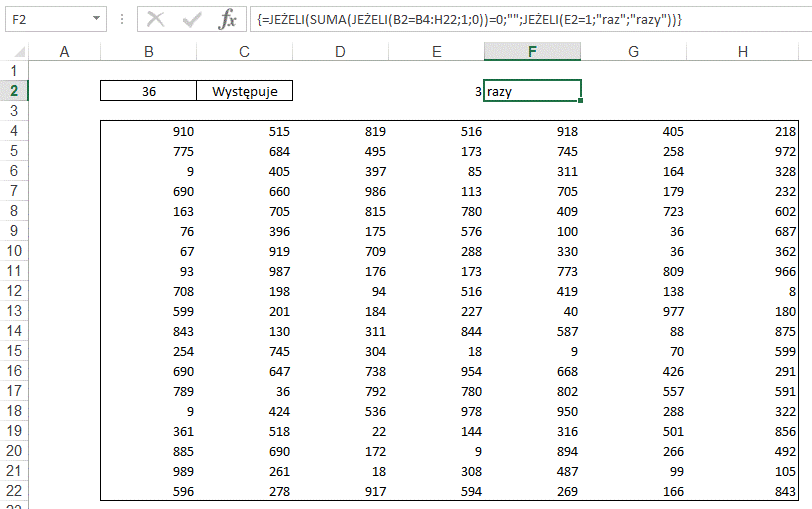 F2 fx {=JEŻELI(SUMA(JEŻELI(B2=B4:H22;1;0))=0;"";JEŻELI(E2=1;"raz";"razy"))}
A B C D E F G H
1
2 36 Występuje 3 razy
3
4 910 515 819 516 918 405 218
5 775 684 495 173 745 258 972
6 9 405 397 85 311 164 328
7 690 660 986 113 705 179 232
8 163 705 815 780 409 723 602
9 76 396 175 576 100 36 687
10 67 919 709 288 330 36 362
11 93 987 176 173 773 809 966
12 708 198 94 516 419 138 8
13 599 201 184 227 40 977 180
14 843 130 311 844 587 88 875
15 254 745 304 18 9 70 599
16 690 647 738 954 668 426 291
17 789 36 792 780 802 557 591
18 9 424 536 978 950 288 322
19 361 518 22 144 316 501 856
20 885 690 172 9 894 266 492
21 989 261 18 308 487 99 105
22 596 278 917 594 269 166 843